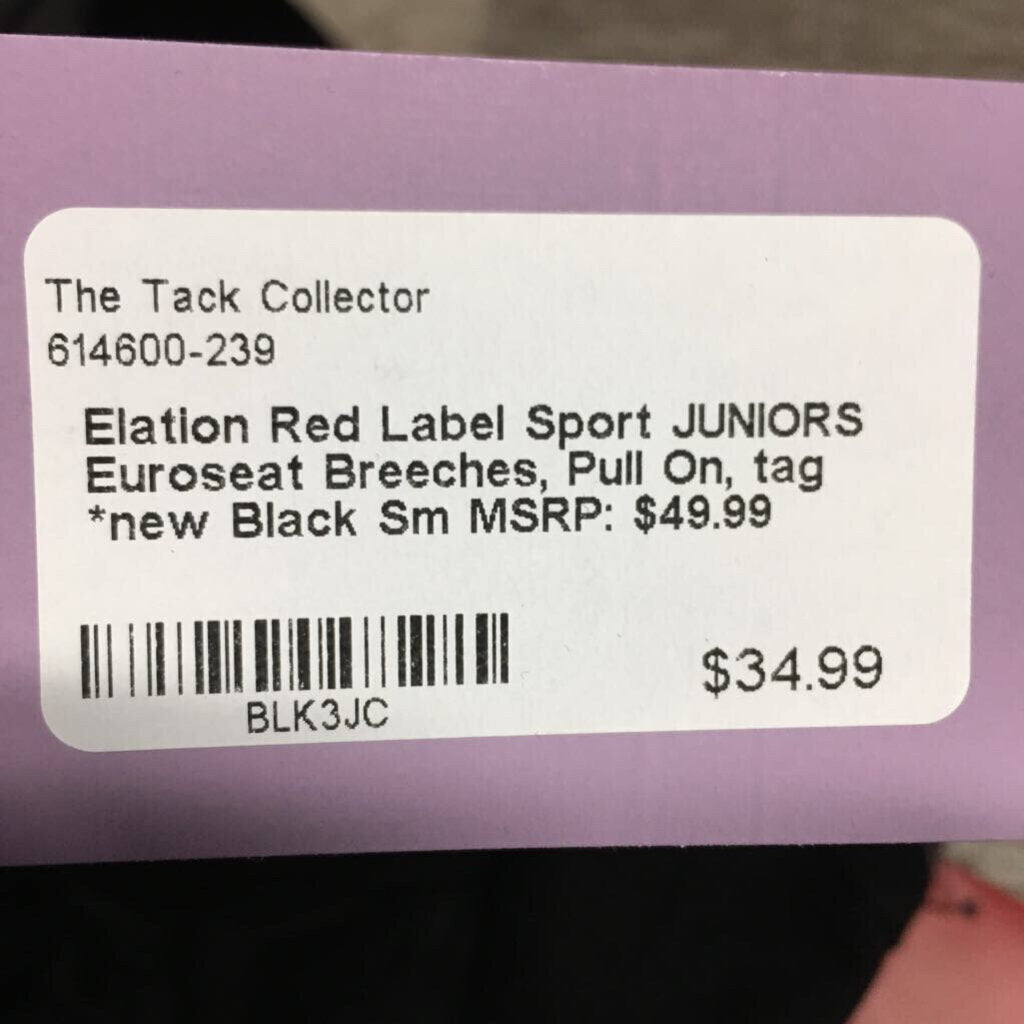 The Tack Collector
614600-239
Elation Red Label Sport JUNIORS
Euroseat Breeches, Pull On, tag
*new Black Sm MSRP: $49.99
BLK3JC
$34.99